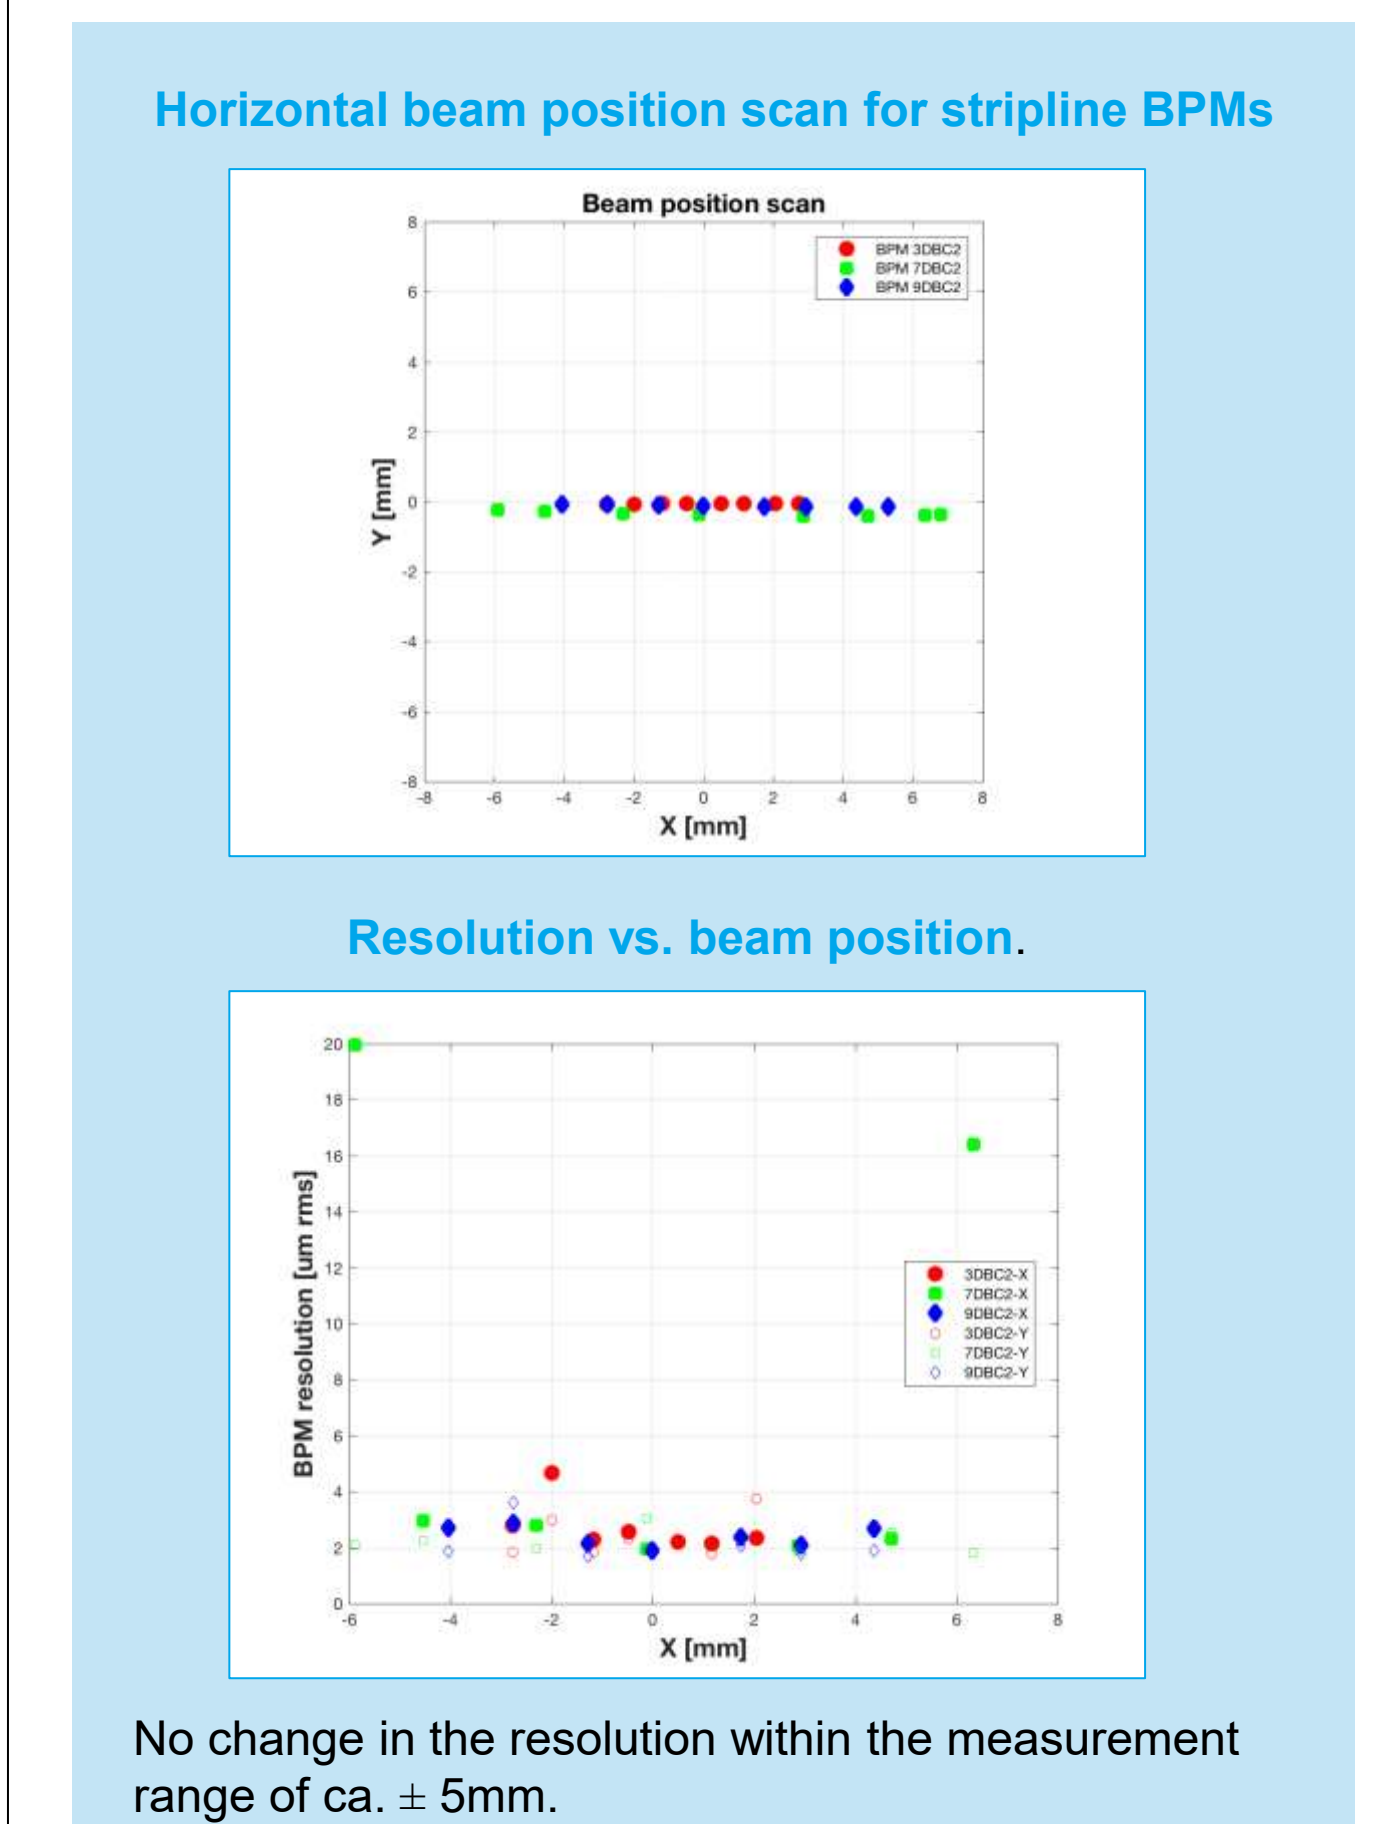 Horizontal beam position scan for stripline BPMs
Beam position scan
BPM 3DBC2
BPM 7DBC2
BPM 9DBC2
8
6
4
2
0
-2
-4
-6
-8
Y [mm]
-8 -6 -4 -2 0 2 4 6 8
X [mm]
Resolution vs. beam position.
20
18
16
14
12
10
8
6
4
2
0
BPM resolution [um rms]
3DBC2-X
7DBC2-X
9DBC2-X
3DBC2-Y
7DBC2-Y
9DBC2-Y
-6 -4 -2 0 2 4 6 8
X [mm]
No change in the resolution within the measurement
range of ca. ± 5mm.